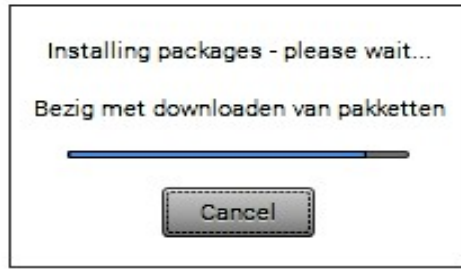 Installing packages - please wait...
Bezig met downloaden van pakketten
Cancel